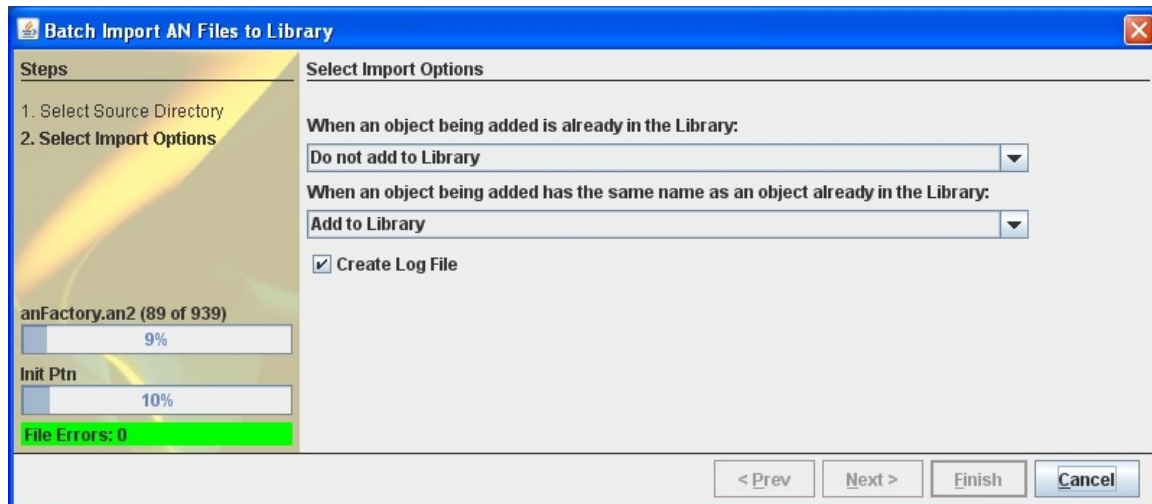 Batch Import AN Files to Library
Steps
1. Select Source Directory
2. Select Import Options
anFactory.an2 (89 of 939)
9%
Init Ptn
10%
File Errors: 0
Select Import Options
When an object being added is already in the Library:
Do not add to Library
When an object being added has the same name as an object already in the Library:
Add to Library
Create Log File
< Prev
Next >
Finish
Cancel